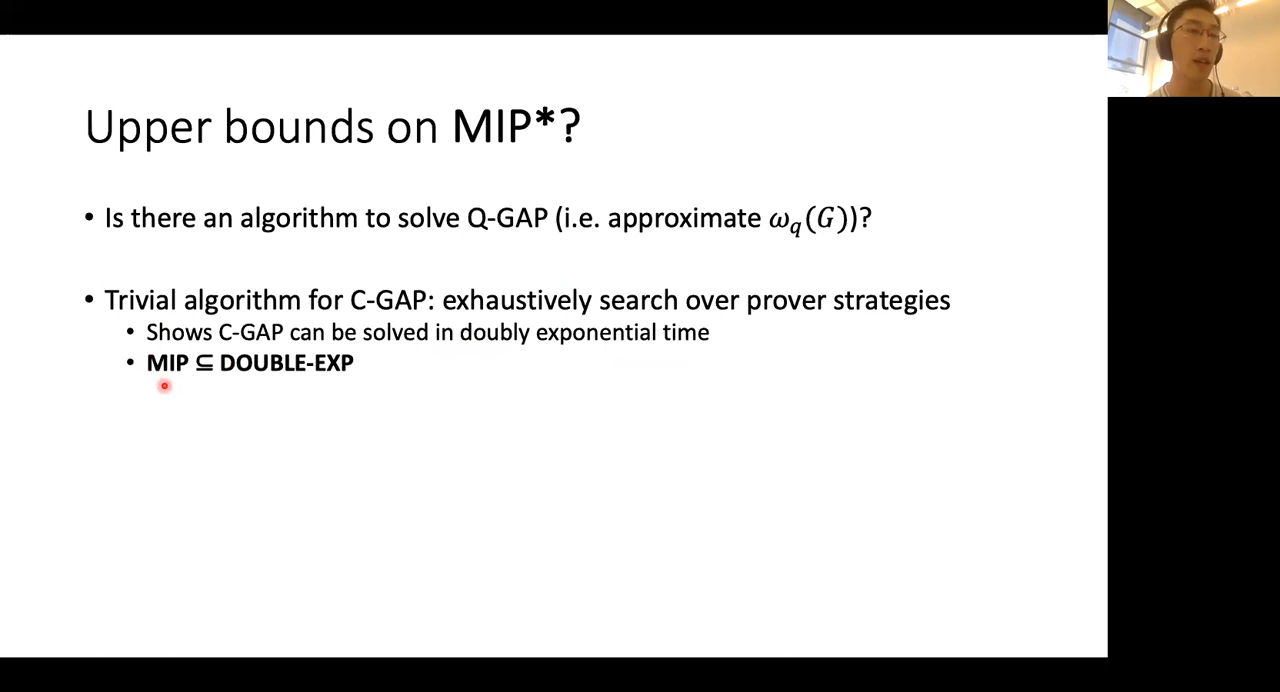 Upper bounds on MIP*?
• Is there an algorithm to solve Q-GAP (i.e. approximate ω_q(G))?
• Trivial algorithm for C-GAP: exhaustively search over prover strategies
• Shows C-GAP can be solved in doubly exponential time
• MIP ⊆ DOUBLE-EXP